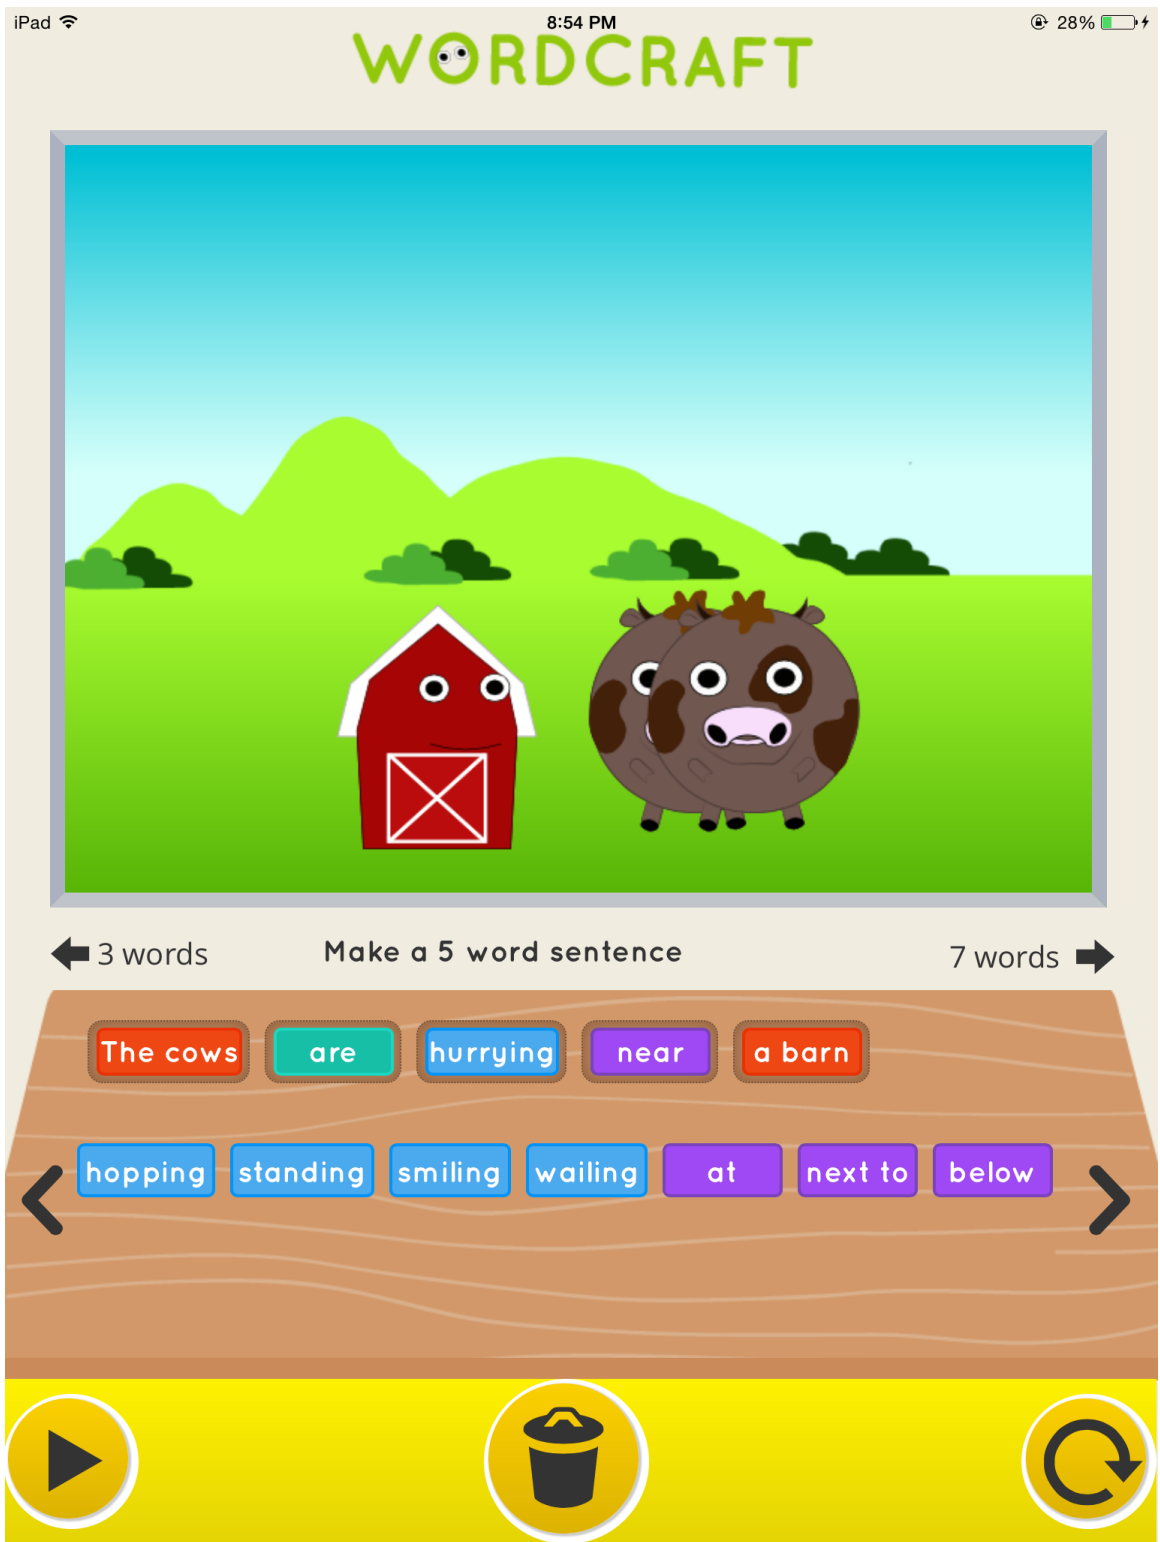 iPad 8:54 PM 28%
WORDCRAFT
3 words Make a 5 word sentence 7 words
The cows are hurrying near a barn
hopping standing smiling wailing at next to below